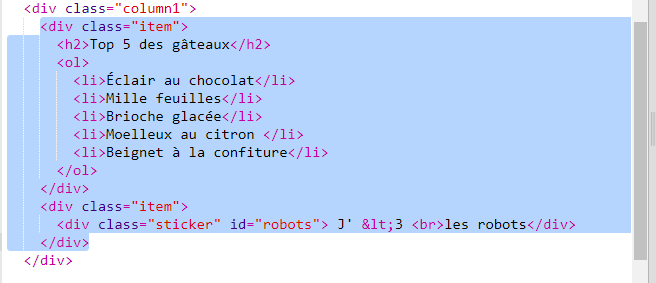 <div class="column1">
<div class="item">
<h2>Top 5 des gâteaux</h2>
<ol>
<li>Éclair au chocolat</li>
<li>Mille feuilles</li>
<li>Brioche glacée</li>
<li>Moelleux au citron </li>
<li>Beignet à la confiture</li>
</ol>
</div>
<div class="item">
<div class="sticker" id="robots"> J' &lt;3 <br>les robots</div>
</div>
</div>